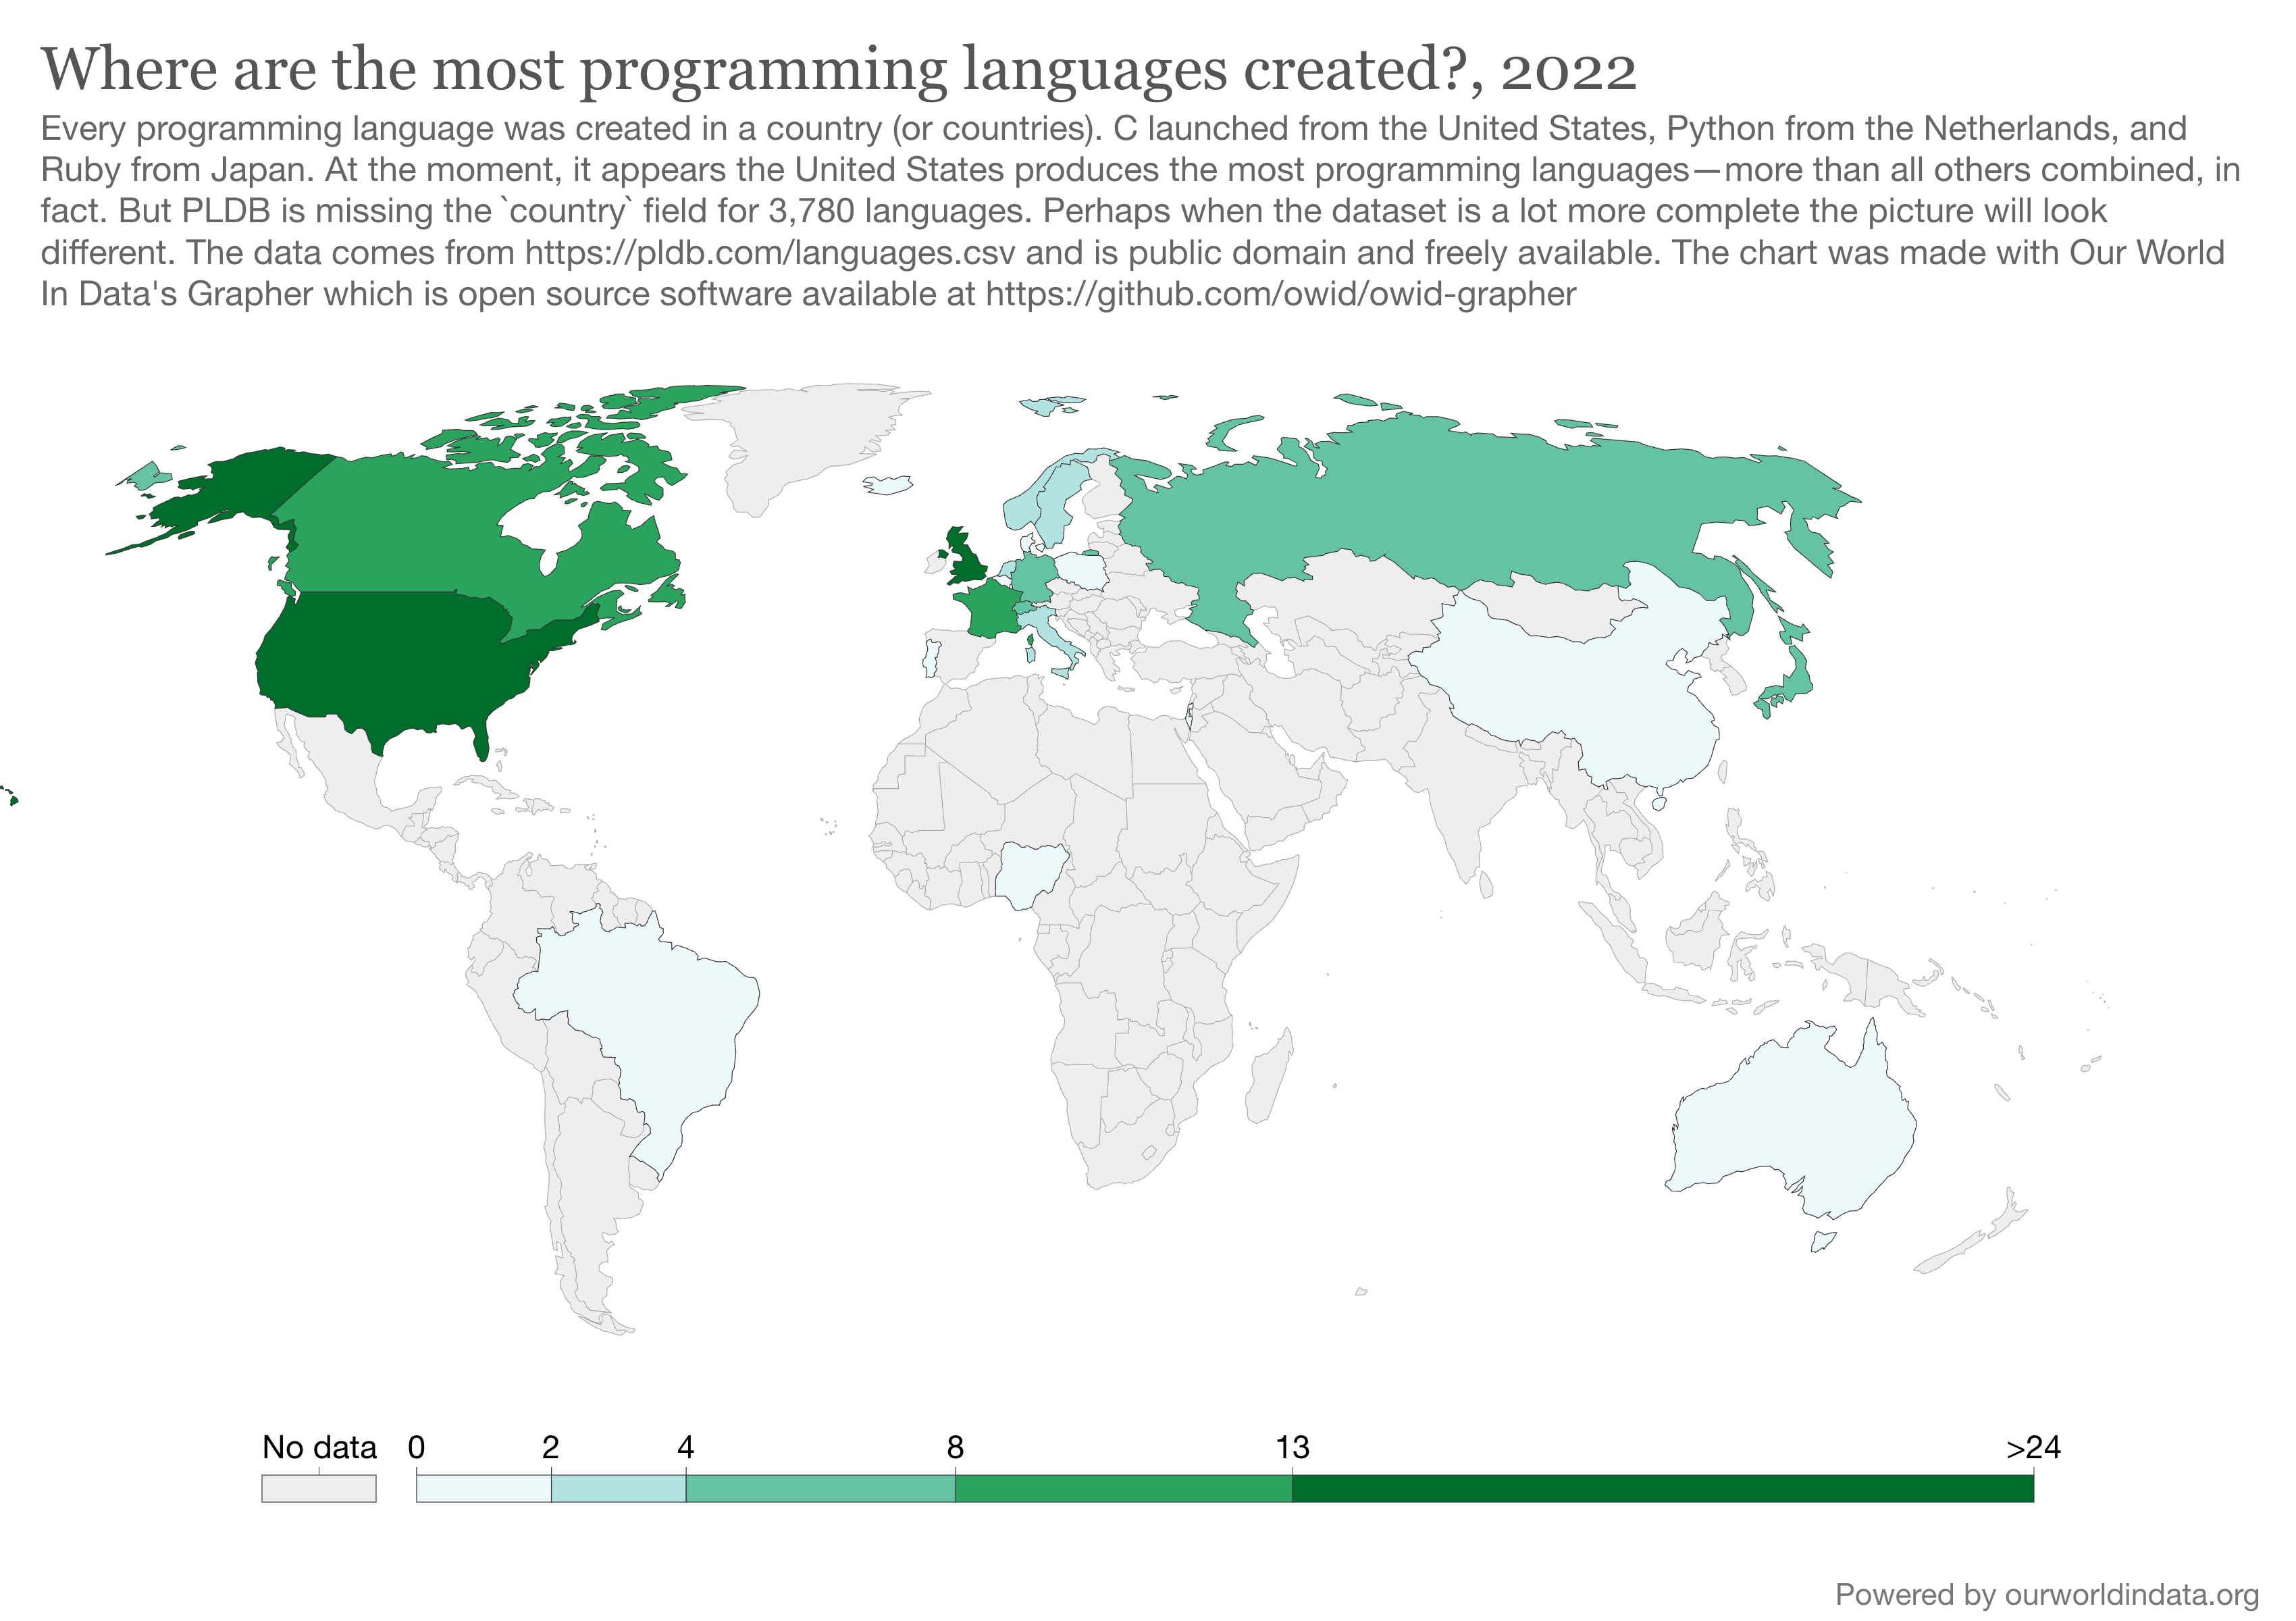 Where are the most programming languages created?, 2022
Every programming language was created in a country (or countries). C launched from the United States, Python from the Netherlands, and
Ruby from Japan. At the moment, it appears the United States produces the most programming languages—more than all others combined, in
fact. But PLDB is missing the `country` field for 3,780 languages. Perhaps when the dataset is a lot more complete the picture will look
different. The data comes from https://pldb.com/languages.csv and is public domain and freely available. The chart was made with Our World
In Data's Grapher which is open source software available at https://github.com/owid/owid-grapher
No data 0 2 4 8 13 >24
Powered by ourworldindata.org